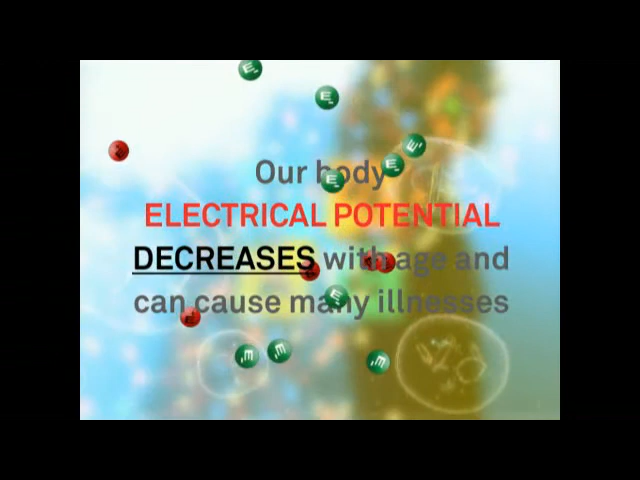 Our body
ELECTRICAL POTENTIAL
DECREASES with age and
can cause many illnesses